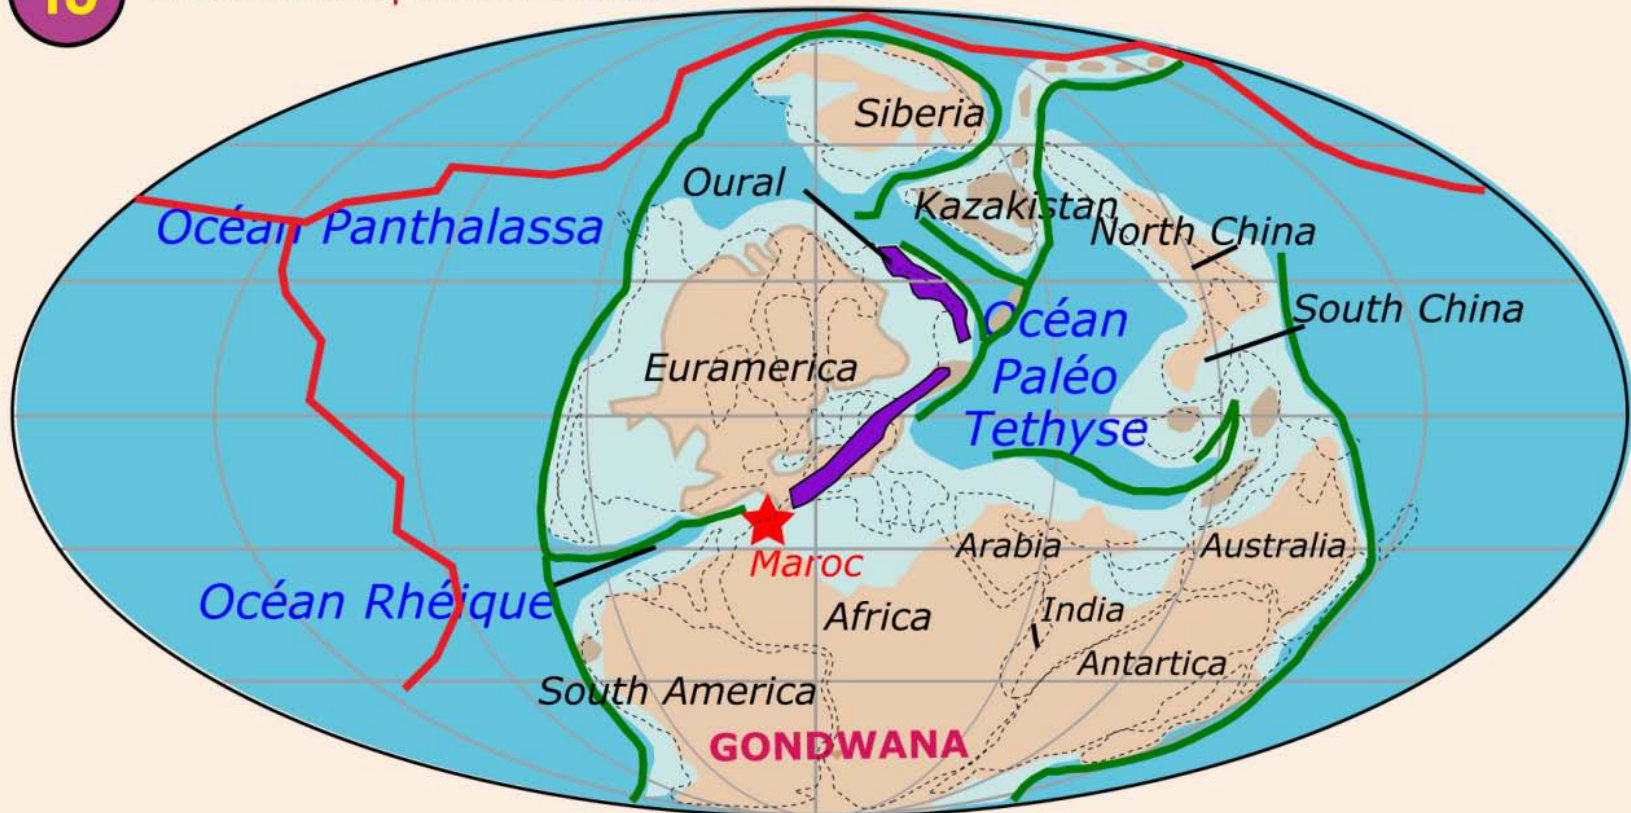 Siberia
Oural
Kazakistan
Océan Panthalassa
North China
South China
Océan
Paléo
Tethyse
Euramerica
Maroc
Arabia
Australia
Océan Rhéique
Africa
India
Antartica
South America
GONDWANA